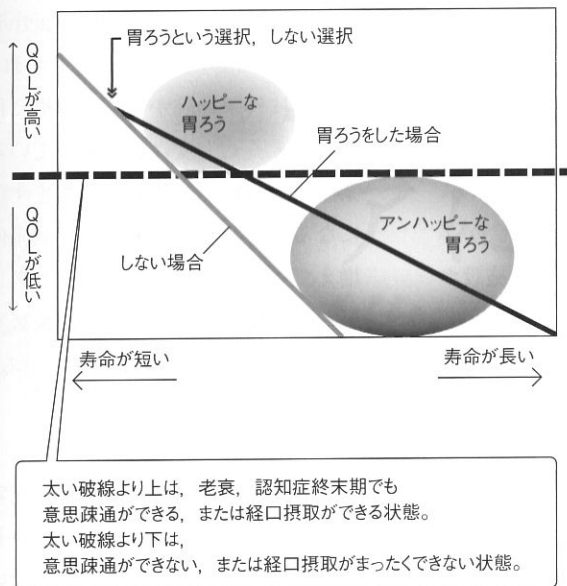 胃ろうという選択，しない選択
QOLが高い
ハッピーな
胃ろう
胃ろうをした場合
QOLが低い
アンハッピーな
胃ろう
しない場合
寿命が短い
寿命が長い
太い破線より上は，老衰，認知症終末期でも
意思疎通ができる，または経口摂取ができる状態。
太い破線より下は，
意思疎通ができない，または経口摂取がまったくできない状態。